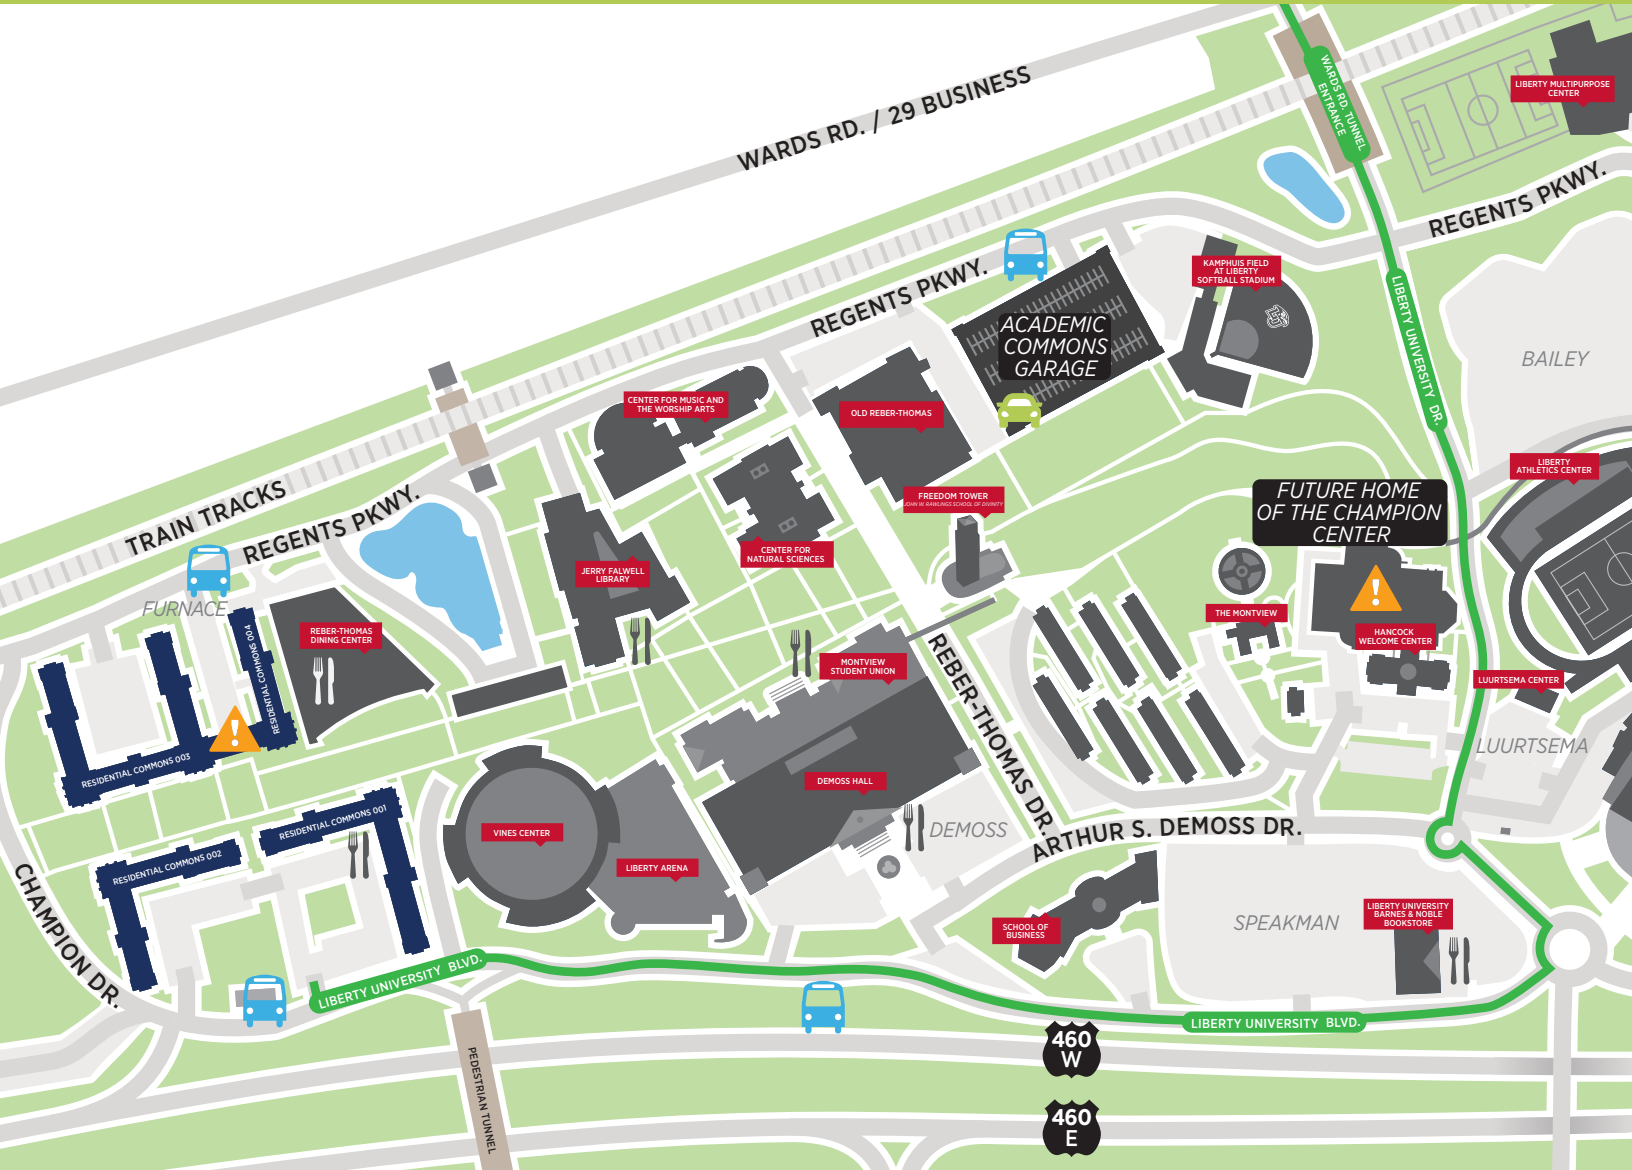 WARDS RD. / 29 BUSINESS
WARDS RD. TUNNEL
ENTRANCE
LIBERTY MULTIPURPOSE
CENTER
REGENTS PKWY.
KAMPHUIS FIELD
AT LIBERTY
SOFTBALL STADIUM
LU
REGENTS PKWY.
ACADEMIC
COMMONS
GARAGE
LIBERTY UNIVERSITY DR.
BAILEY
CENTER FOR MUSIC AND
THE WORSHIP ARTS
OLD REBER-THOMAS
LIBERTY
ATHLETICS CENTER
TRAIN TRACKS
REGENTS PKWY.
FREEDOM TOWER
JOHN W. RAWLINGS SCHOOL OF DIVINITY
FUTURE HOME
OF THE CHAMPION
CENTER
CENTER FOR
NATURAL SCIENCES
JERRY FALWELL
LIBRARY
FURNACE
RESIDENTIAL COMMONS 004
REBER-THOMAS
DINING CENTER
THE MONTVIEW
HANCOCK
WELCOME CENTER
MONTVIEW
STUDENT UNION
LUURTSEMA CENTER
REBER-THOMAS DR.
LUURTSEMA
RESIDENTIAL COMMONS 003
DEMOSS HALL
RESIDENTIAL COMMONS 001
VINES CENTER
DEMOSS
ARTHUR S. DEMOSS DR.
RESIDENTIAL COMMONS 002
LIBERTY ARENA
CHAMPION DR.
SCHOOL OF
BUSINESS
SPEAKMAN
LIBERTY UNIVERSITY
BARNES & NOBLE
BOOKSTORE
LIBERTY UNIVERSITY BLVD.
LIBERTY UNIVERSITY BLVD.
460
W
PEDESTRIAN TUNNEL
460
E